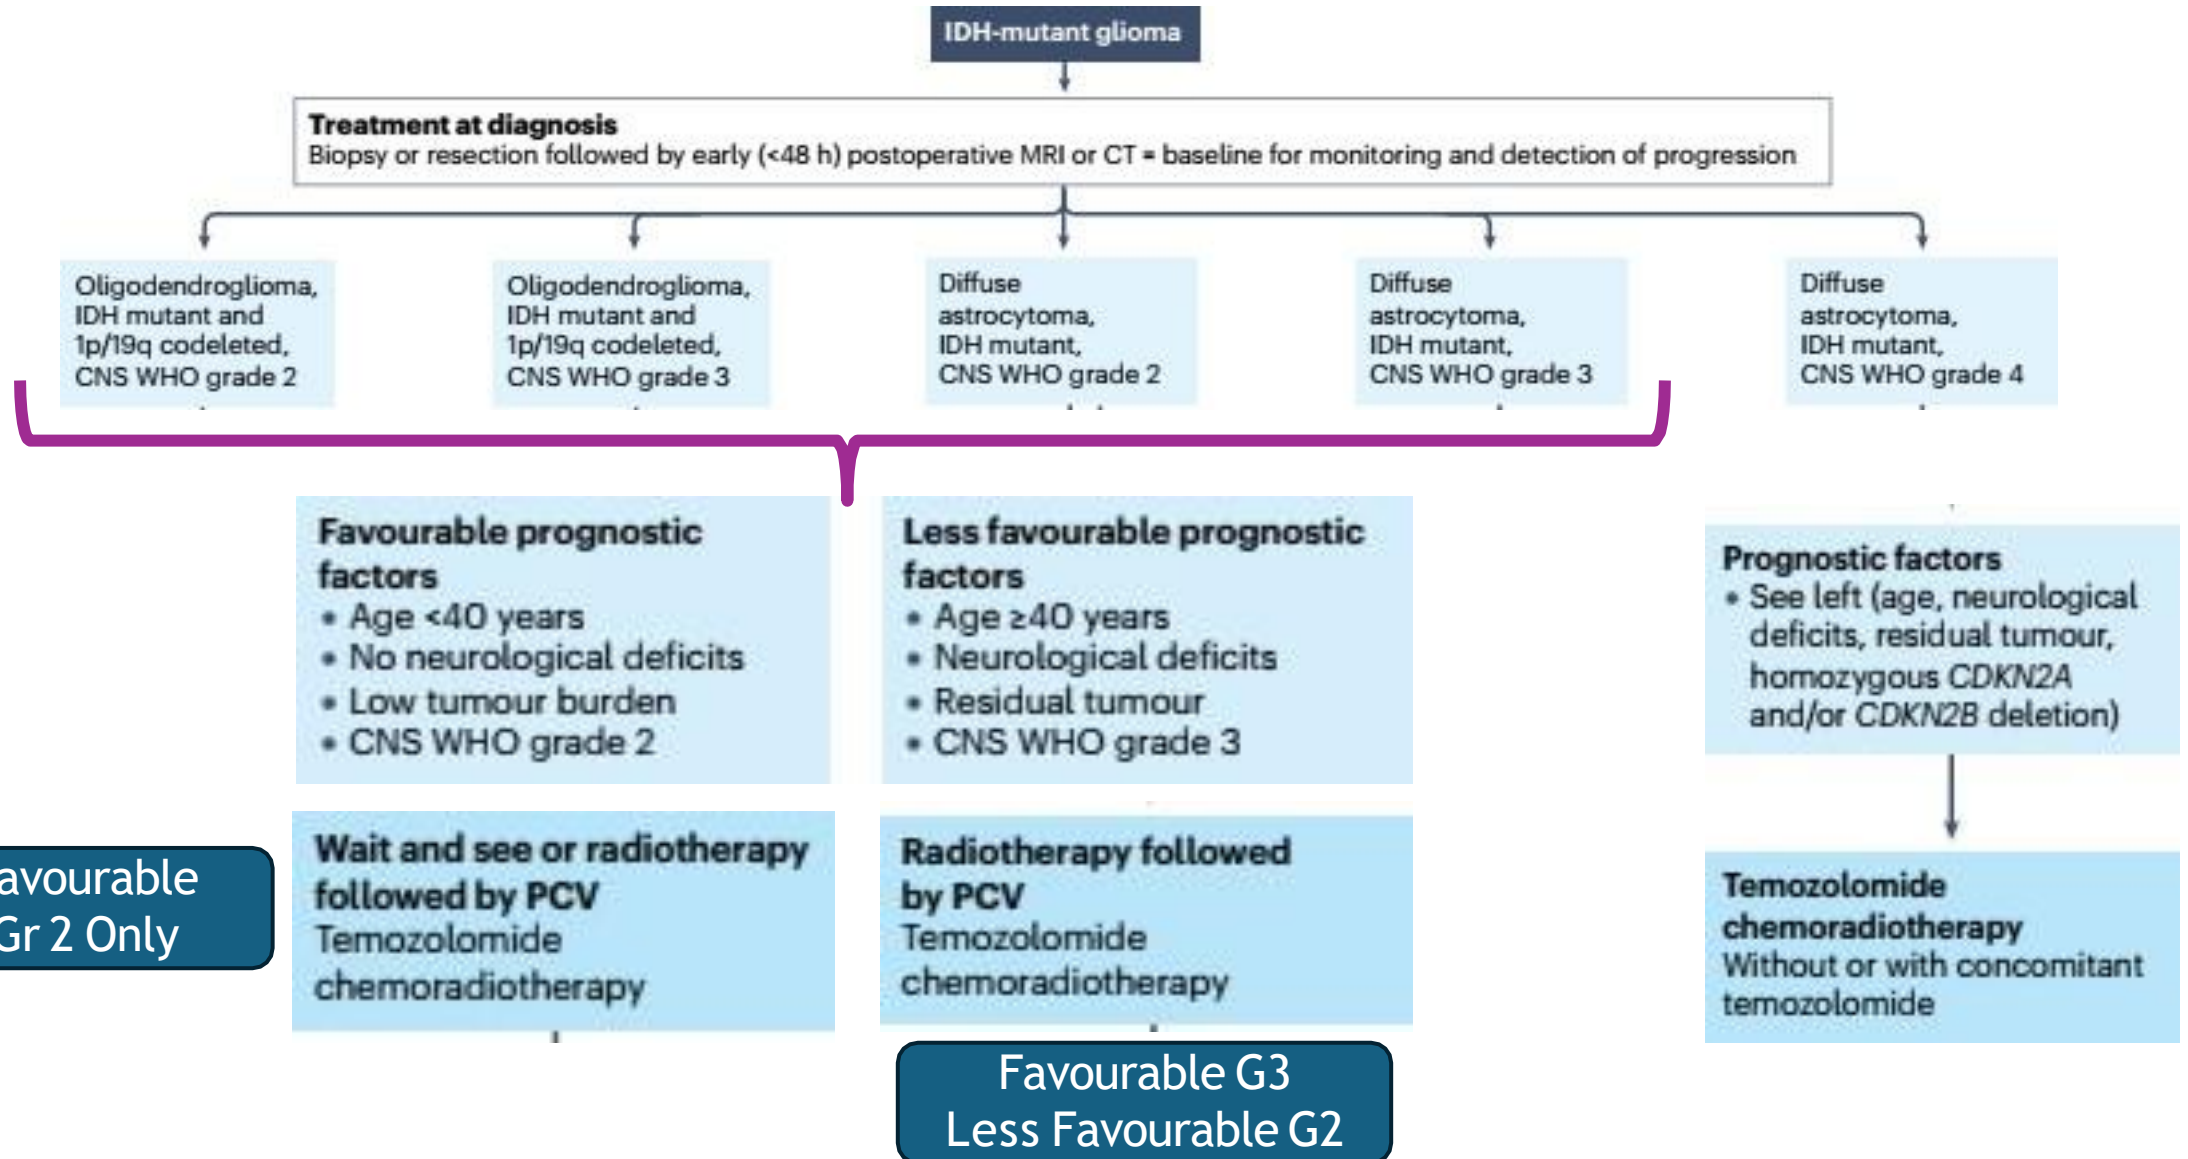 IDH-mutant glioma
Treatment at diagnosis
Biopsy or resection followed by early (<48 h) postoperative MRI or CT = baseline for monitoring and detection of progression
Oligodendroglioma,
IDH mutant and
1p/19q codeleted,
CNS WHO grade 2
Oligodendroglioma,
IDH mutant and
1p/19q codeleted,
CNS WHO grade 3
Diffuse
astrocytoma,
IDH mutant,
CNS WHO grade 2
Diffuse
astrocytoma,
IDH mutant,
CNS WHO grade 3
Diffuse
astrocytoma,
IDH mutant,
CNS WHO grade 4
Favourable prognostic
factors
• Age <40 years
• No neurological deficits
• Low tumour burden
• CNS WHO grade 2
Less favourable prognostic
factors
• Age ≥40 years
• Neurological deficits
• Residual tumour
• CNS WHO grade 3
Prognostic factors
• See left (age, neurological
deficits, residual tumour,
homozygous CDKN2A
and/or CDKN2B deletion)
avourable
Gr 2 Only
Wait and see or radiotherapy
followed by PCV
Temozolomide
chemoradiotherapy
Radiotherapy followed
by PCV
Temozolomide
chemoradiotherapy
Temozolomide
chemoradiotherapy
Without or with concomitant
temozolomide
Favourable G3
Less Favourable G2